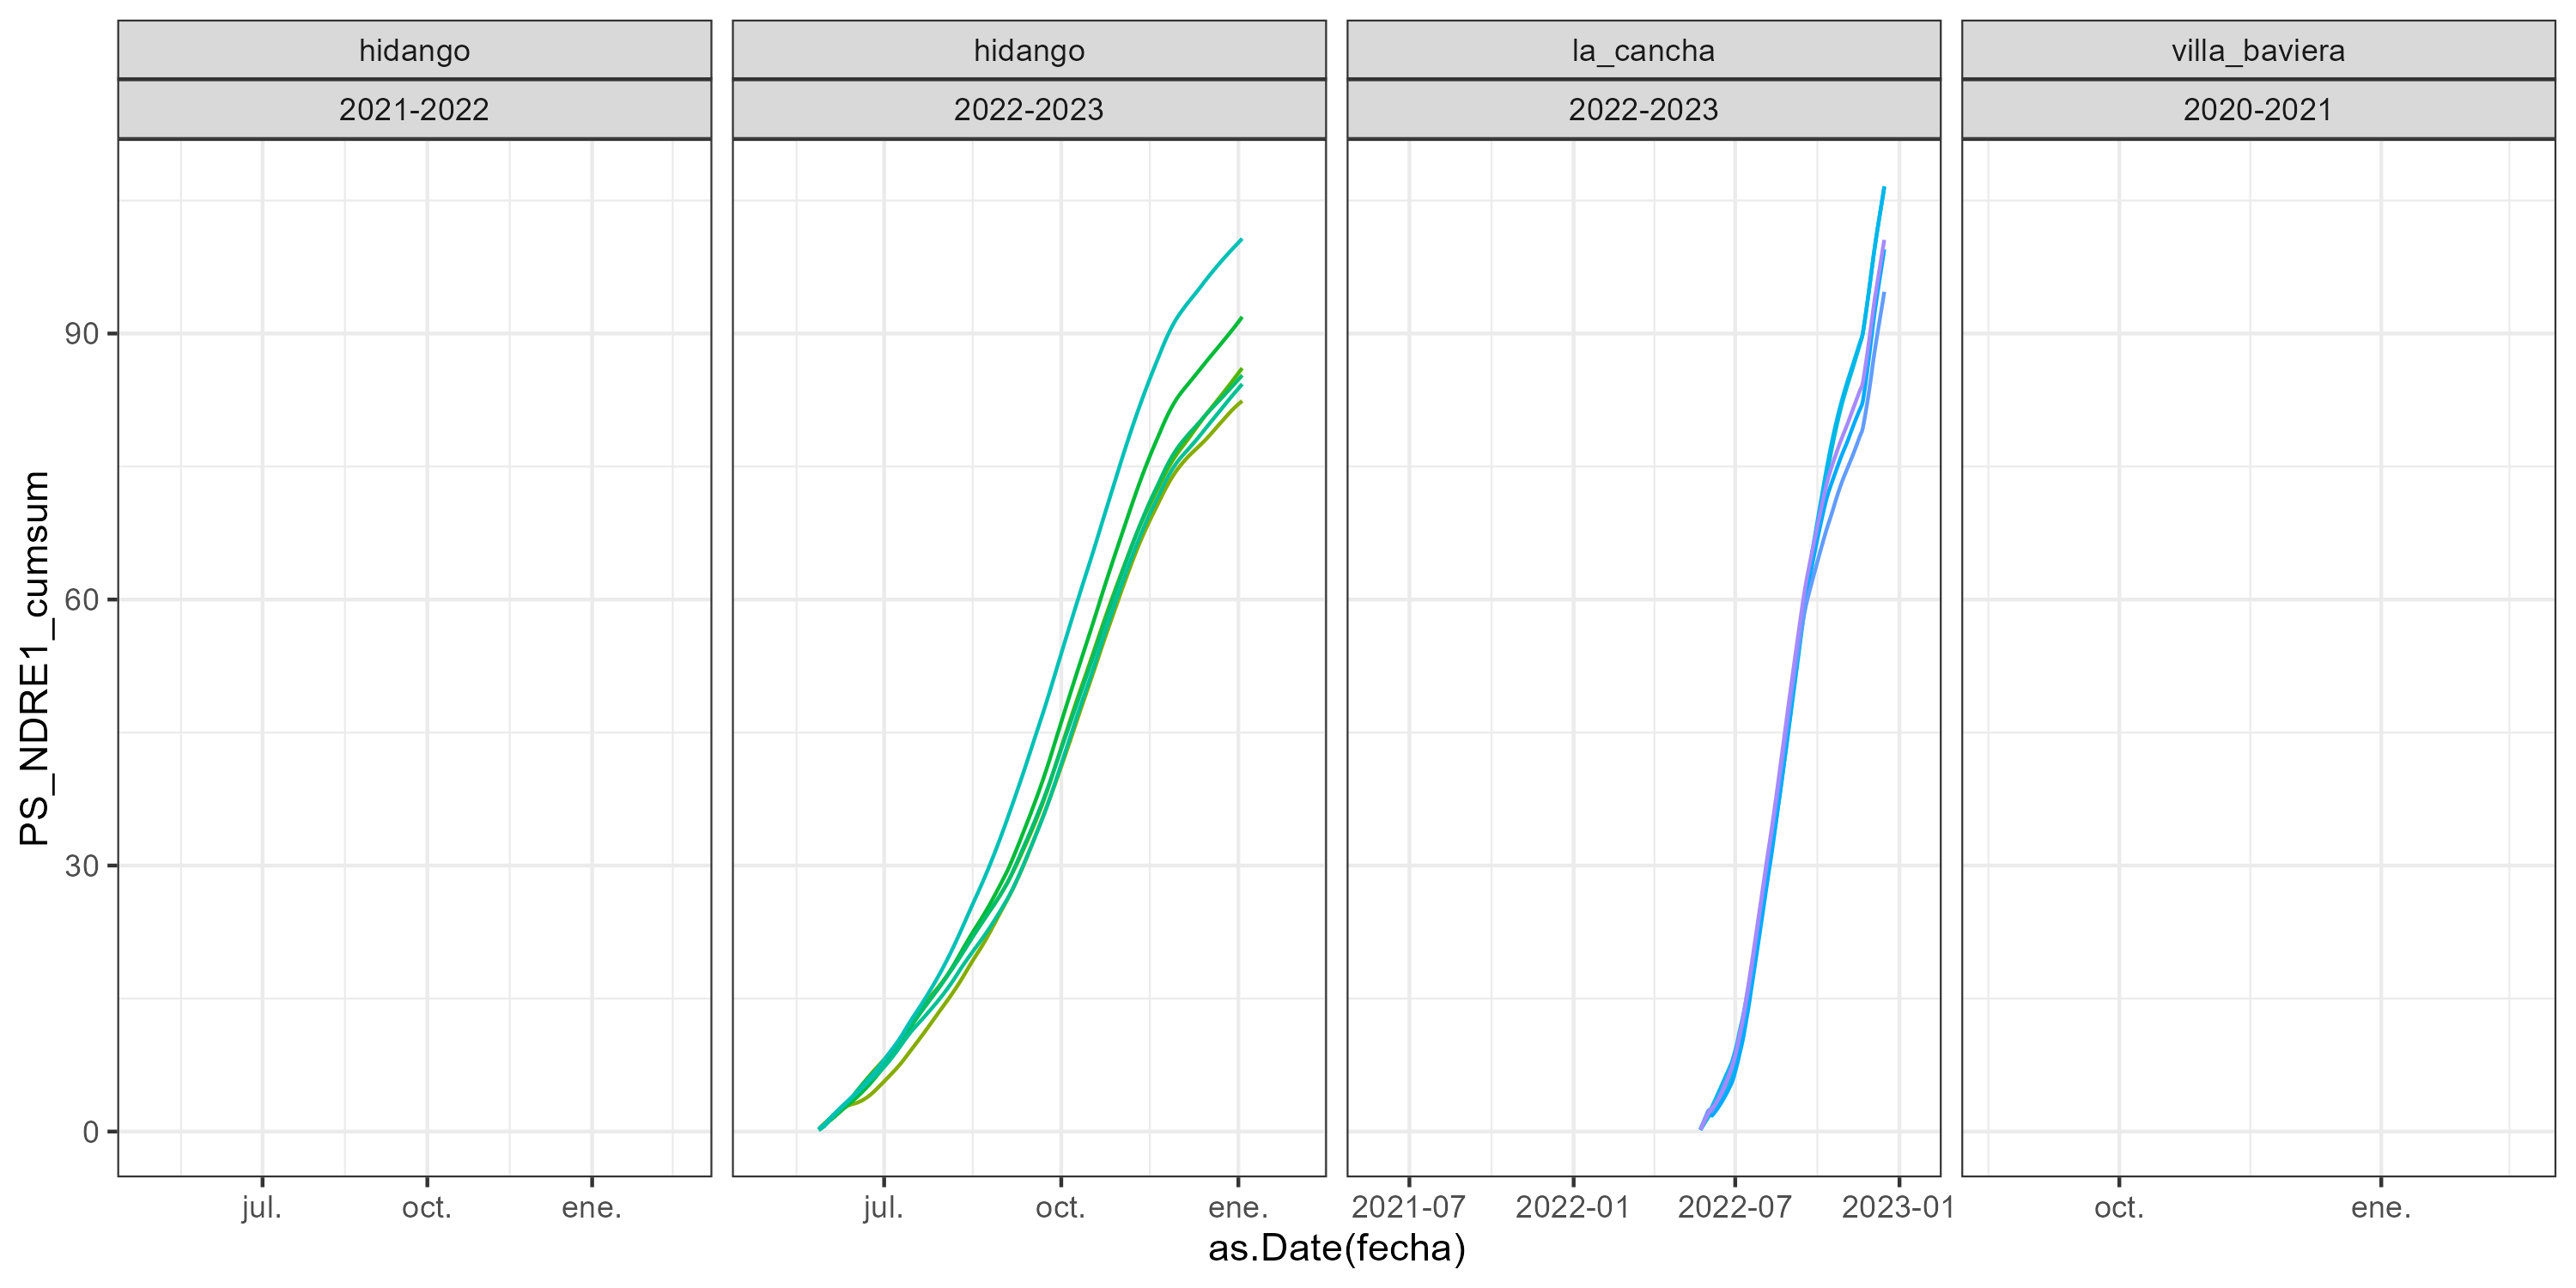 hidango
hidango
la_cancha
villa_baviera
2021-2022
2022-2023
2022-2023
2020-2021
PS_NDRE1_cumsum
90
60
30
0
jul.
oct.
ene.
jul.
oct.
ene.
2021-07
2022-01
2022-07
2023-01
oct.
ene.
as.Date(fecha)